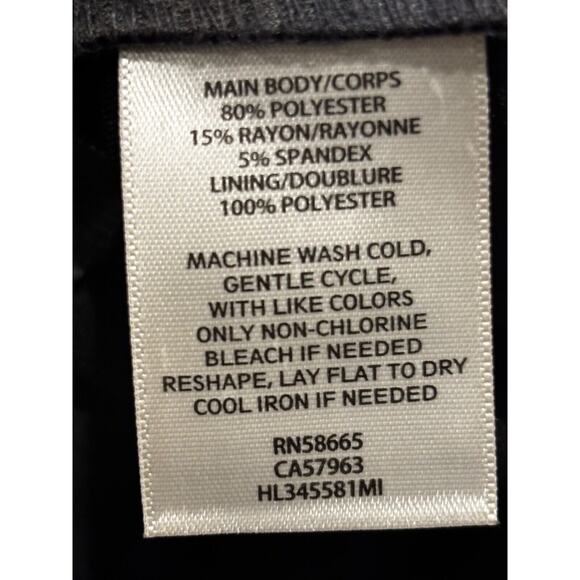 MAIN BODY/CORPS
80% POLYESTER
15% RAYON/RAYONNE
5% SPANDEX
LINING/DOUBLURE
100% POLYESTER
MACHINE WASH COLD,
GENTLE CYCLE,
WITH LIKE COLORS
ONLY NON-CHLORINE
BLEACH IF NEEDED
RESHAPE, LAY FLAT TO DRY
COOL IRON IF NEEDED
RN58665
CA57963
HL345581MI